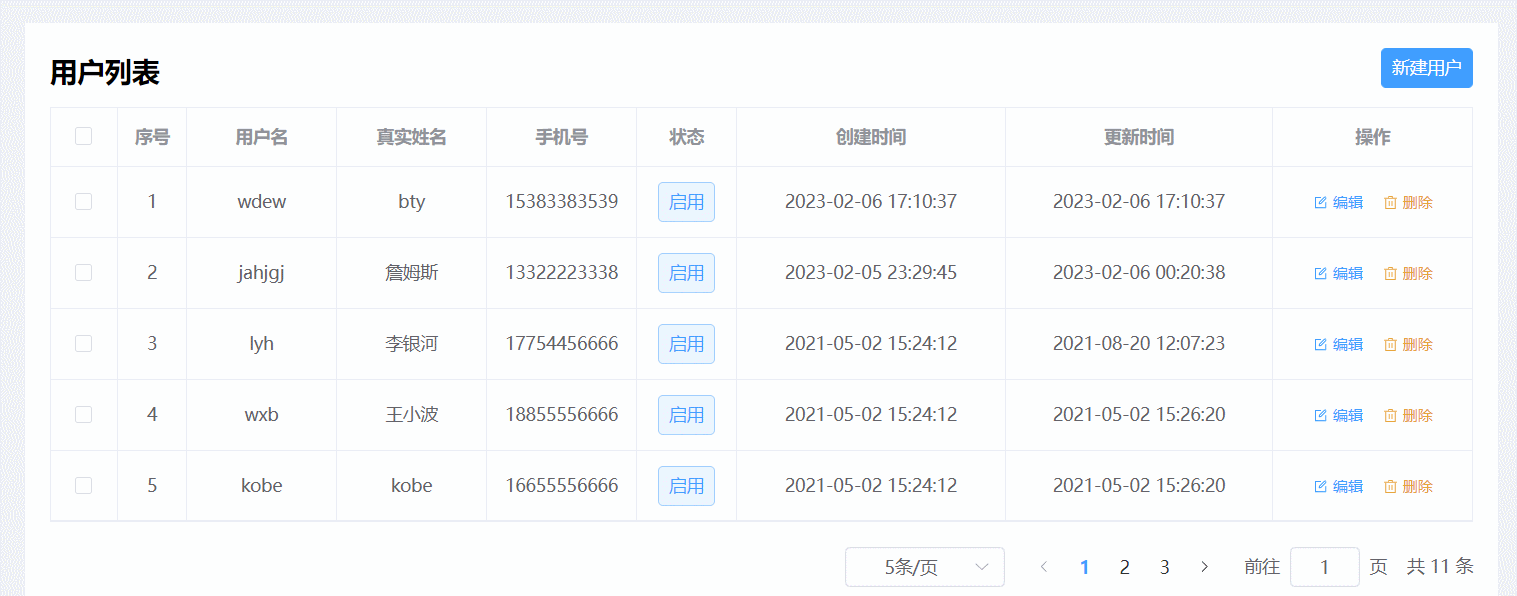 用户列表 新建用户
序号 用户名 真实姓名 手机号 状态 创建时间 更新时间 操作
1 wdew bty 15383383539 启用 2023-02-06 17:10:37 2023-02-06 17:10:37 编辑 删除
2 jahjgj 詹姆斯 13322223338 启用 2023-02-05 23:29:45 2023-02-06 00:20:38 编辑 删除
3 lyh 李银河 17754456666 启用 2021-05-02 15:24:12 2021-08-20 12:07:23 编辑 删除
4 wxb 王小波 18855556666 启用 2021-05-02 15:24:12 2021-05-02 15:26:20 编辑 删除
5 kobe kobe 16655556666 启用 2021-05-02 15:24:12 2021-05-02 15:26:20 编辑 删除
5条/页 1 2 3 前往 1 页 共 11 条